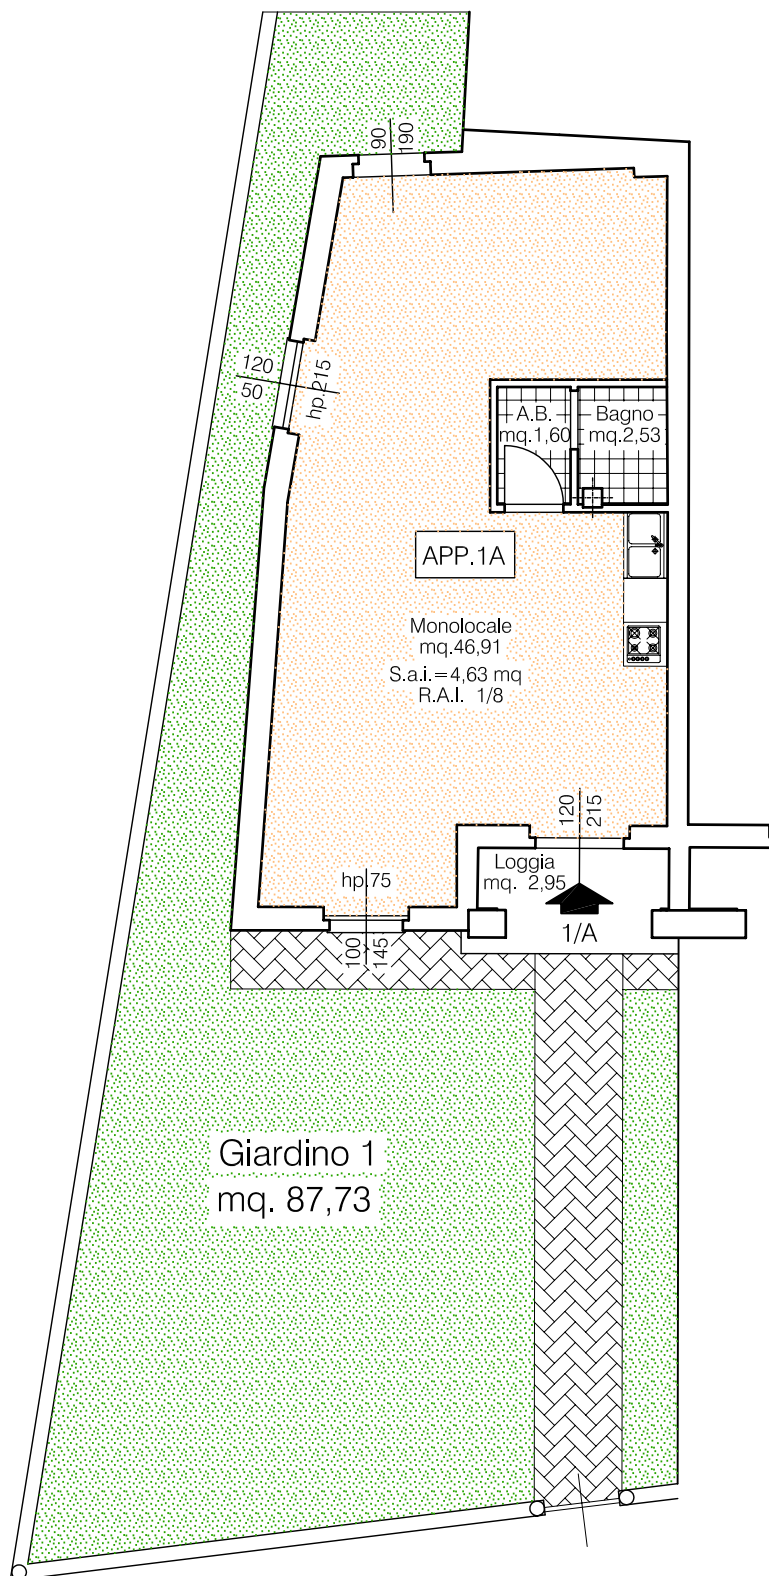 90
190
120
50
hp.215
A.B.
mq.1,60
Bagno
mq.2,53
APP.1A
Monolocale
mq.46,91
S.a.i.=4,63 mq
R.A.I. 1/8
120
215
Loggia
mq. 2,95
hp.75
1/A
100
145
Giardino 1
mq. 87,73